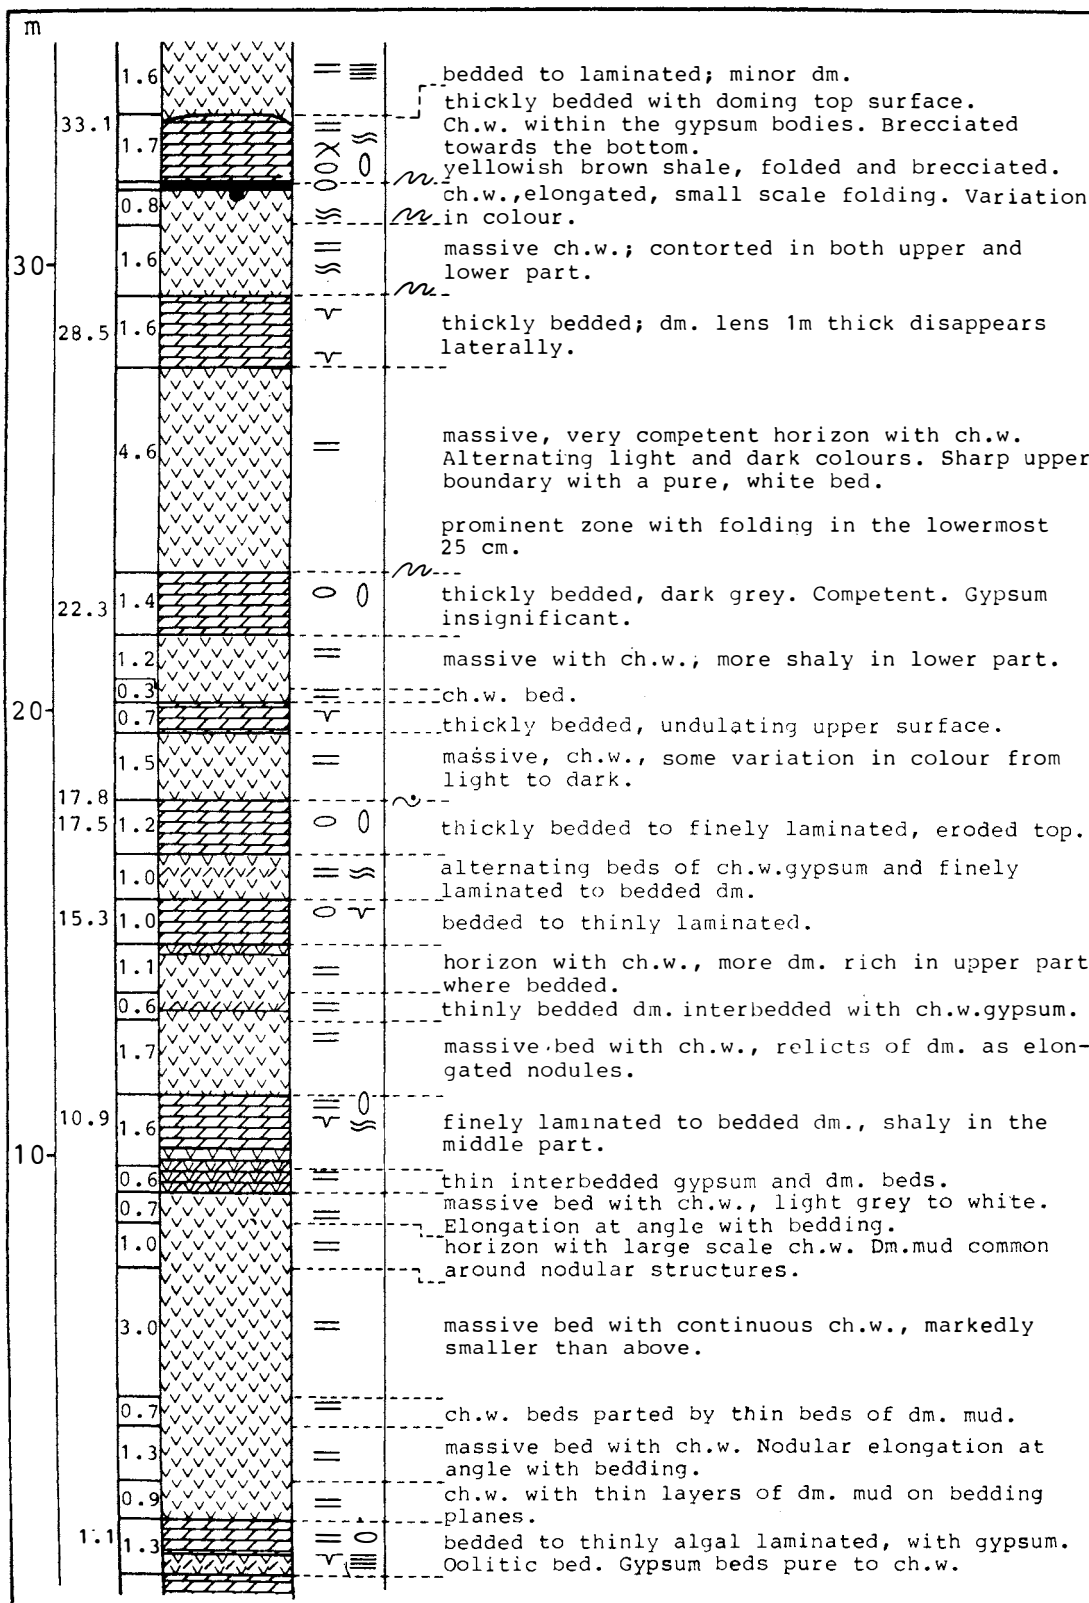 m
1.6
bedded to laminated; minor dm.
thickly bedded with doming top surface.
33.1
1.7
Ch.w. within the gypsum bodies. Brecciated
towards the bottom.
yellowish brown shale, folded and brecciated.
0.8
ch.w.,elongated, small scale folding. Variation
in colour.
30
1.6
massive ch.w.; contorted in both upper and
lower part.
28.5
1.6
thickly bedded; dm. lens 1m thick disappears
laterally.
4.6
massive, very competent horizon with ch.w.
Alternating light and dark colours. Sharp upper
boundary with a pure, white bed.
prominent zone with folding in the lowermost
25 cm.
22.3
1.4
thickly bedded, dark grey. Competent. Gypsum
insignificant.
1.2
massive with ch.w.; more shaly in lower part.
0.3
ch.w. bed.
20
0.7
thickly bedded, undulating upper surface.
1.5
massive, ch.w., some variation in colour from
light to dark.
17.8
17.5
1.2
thickly bedded to finely laminated, eroded top.
1.0
alternating beds of ch.w.gypsum and finely
laminated to bedded dm.
15.3
1.0
bedded to thinly laminated.
1.1
horizon with ch.w., more dm. rich in upper part
where bedded.
0.6
thinly bedded dm. interbedded with ch.w.gypsum.
1.7
massive bed with ch.w., relicts of dm. as elon-
gated nodules.
10.9
1.6
finely laminated to bedded dm., shaly in the
middle part.
10
0.6
thin interbedded gypsum and dm. beds.
0.7
massive bed with ch.w., light grey to white.
Elongation at angle with bedding.
1.0
horizon with large scale ch.w. Dm.mud common
around nodular structures.
3.0
massive bed with continuous ch.w., markedly
smaller than above.
0.7
ch.w. beds parted by thin beds of dm. mud.
1.3
massive bed with ch.w. Nodular elongation at
angle with bedding.
0.9
ch.w. with thin layers of dm. mud on bedding
planes.
1.1
1.3
bedded to thinly algal laminated, with gypsum.
Oolitic bed. Gypsum beds pure to ch.w.